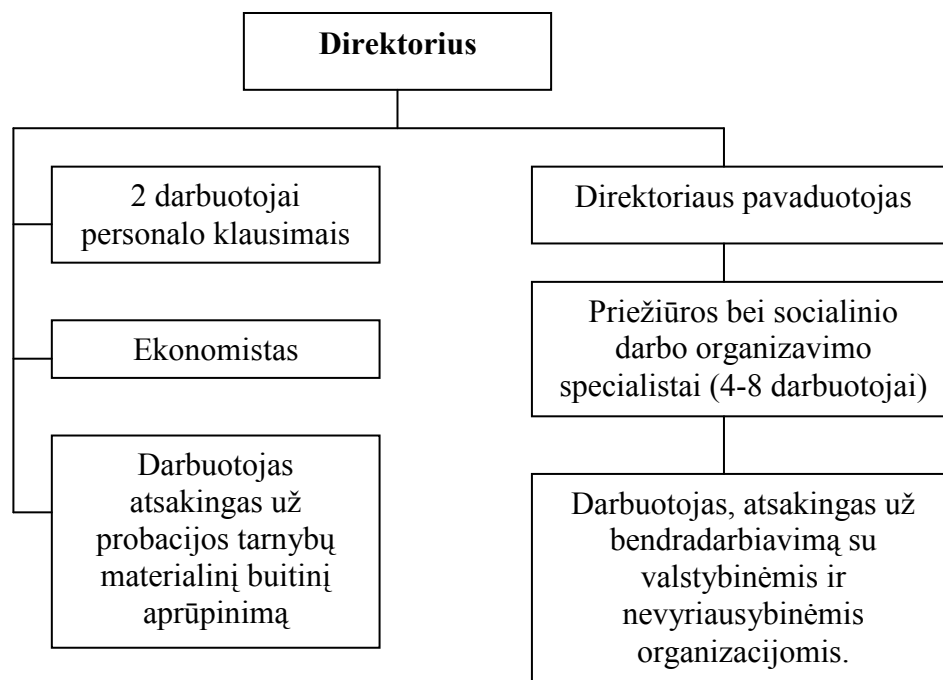 Direktorius
2 darbuotojai
personalo klausimais
Ekonomistas
Darbuotojas
atsakingas už
probacijos tarnybų
materialinį buitinį
aprūpinimą
Direktoriaus pavaduotojas
Priežiūros bei socialinio
darbo organizavimo
specialistai (4-8 darbuotojai)
Darbuotojas, atsakingas už
bendradarbiavimą su
valstybinėmis ir
nevyriausybinėmis
organizacijomis.